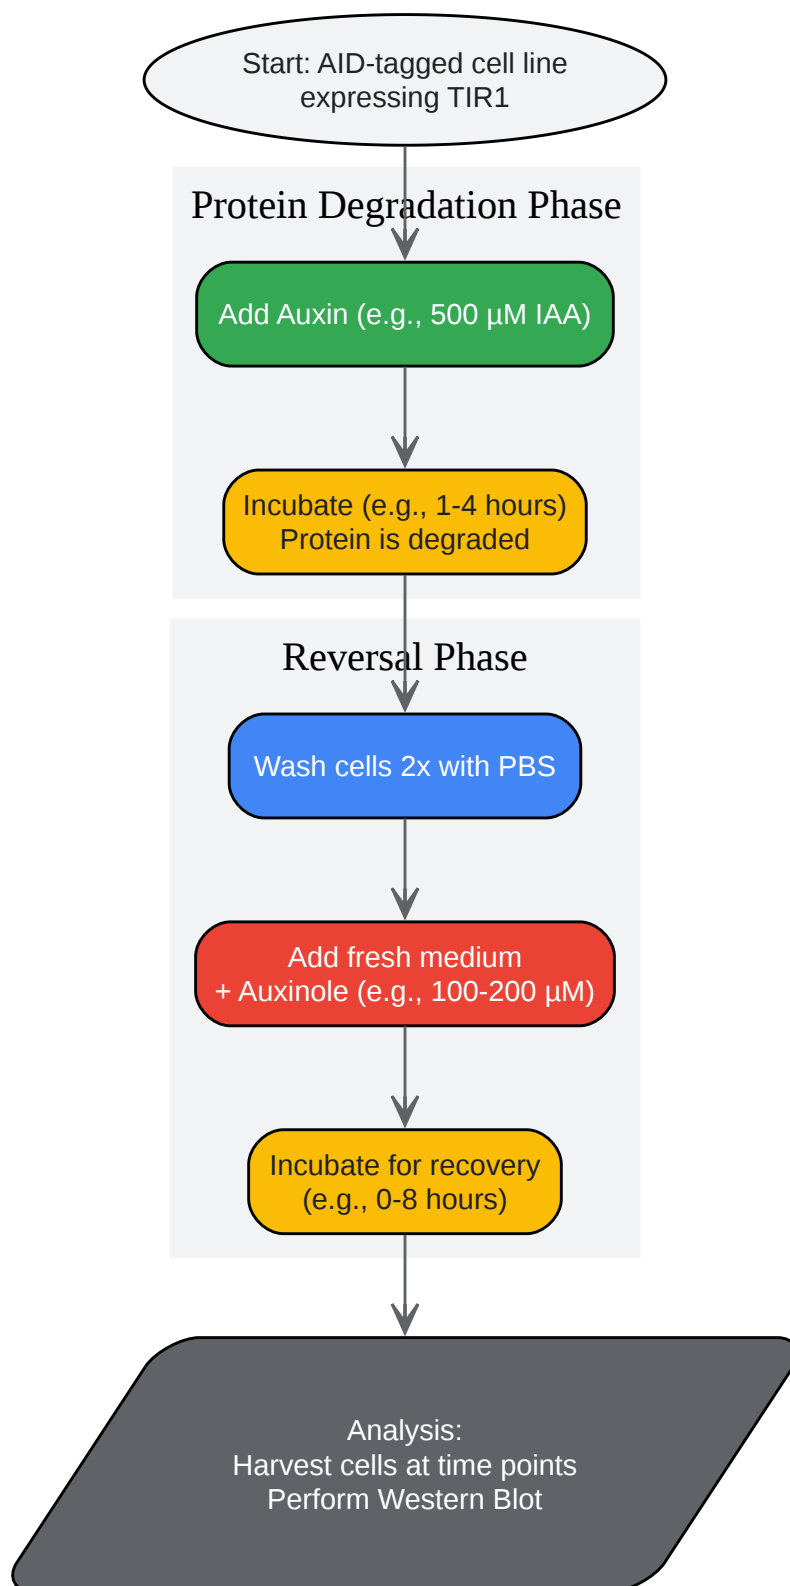 Start: AID-tagged cell line
expressing TIR1
Protein Degradation Phase
Add Auxin (e.g., 500 µM IAA)
Incubate (e.g., 1-4 hours)
Protein is degraded
Reversal Phase
Wash cells 2x with PBS
Add fresh medium
+ Auxinole (e.g., 100-200 µM)
Incubate for recovery
(e.g., 0-8 hours)
Analysis:
Harvest cells at time points
Perform Western Blot